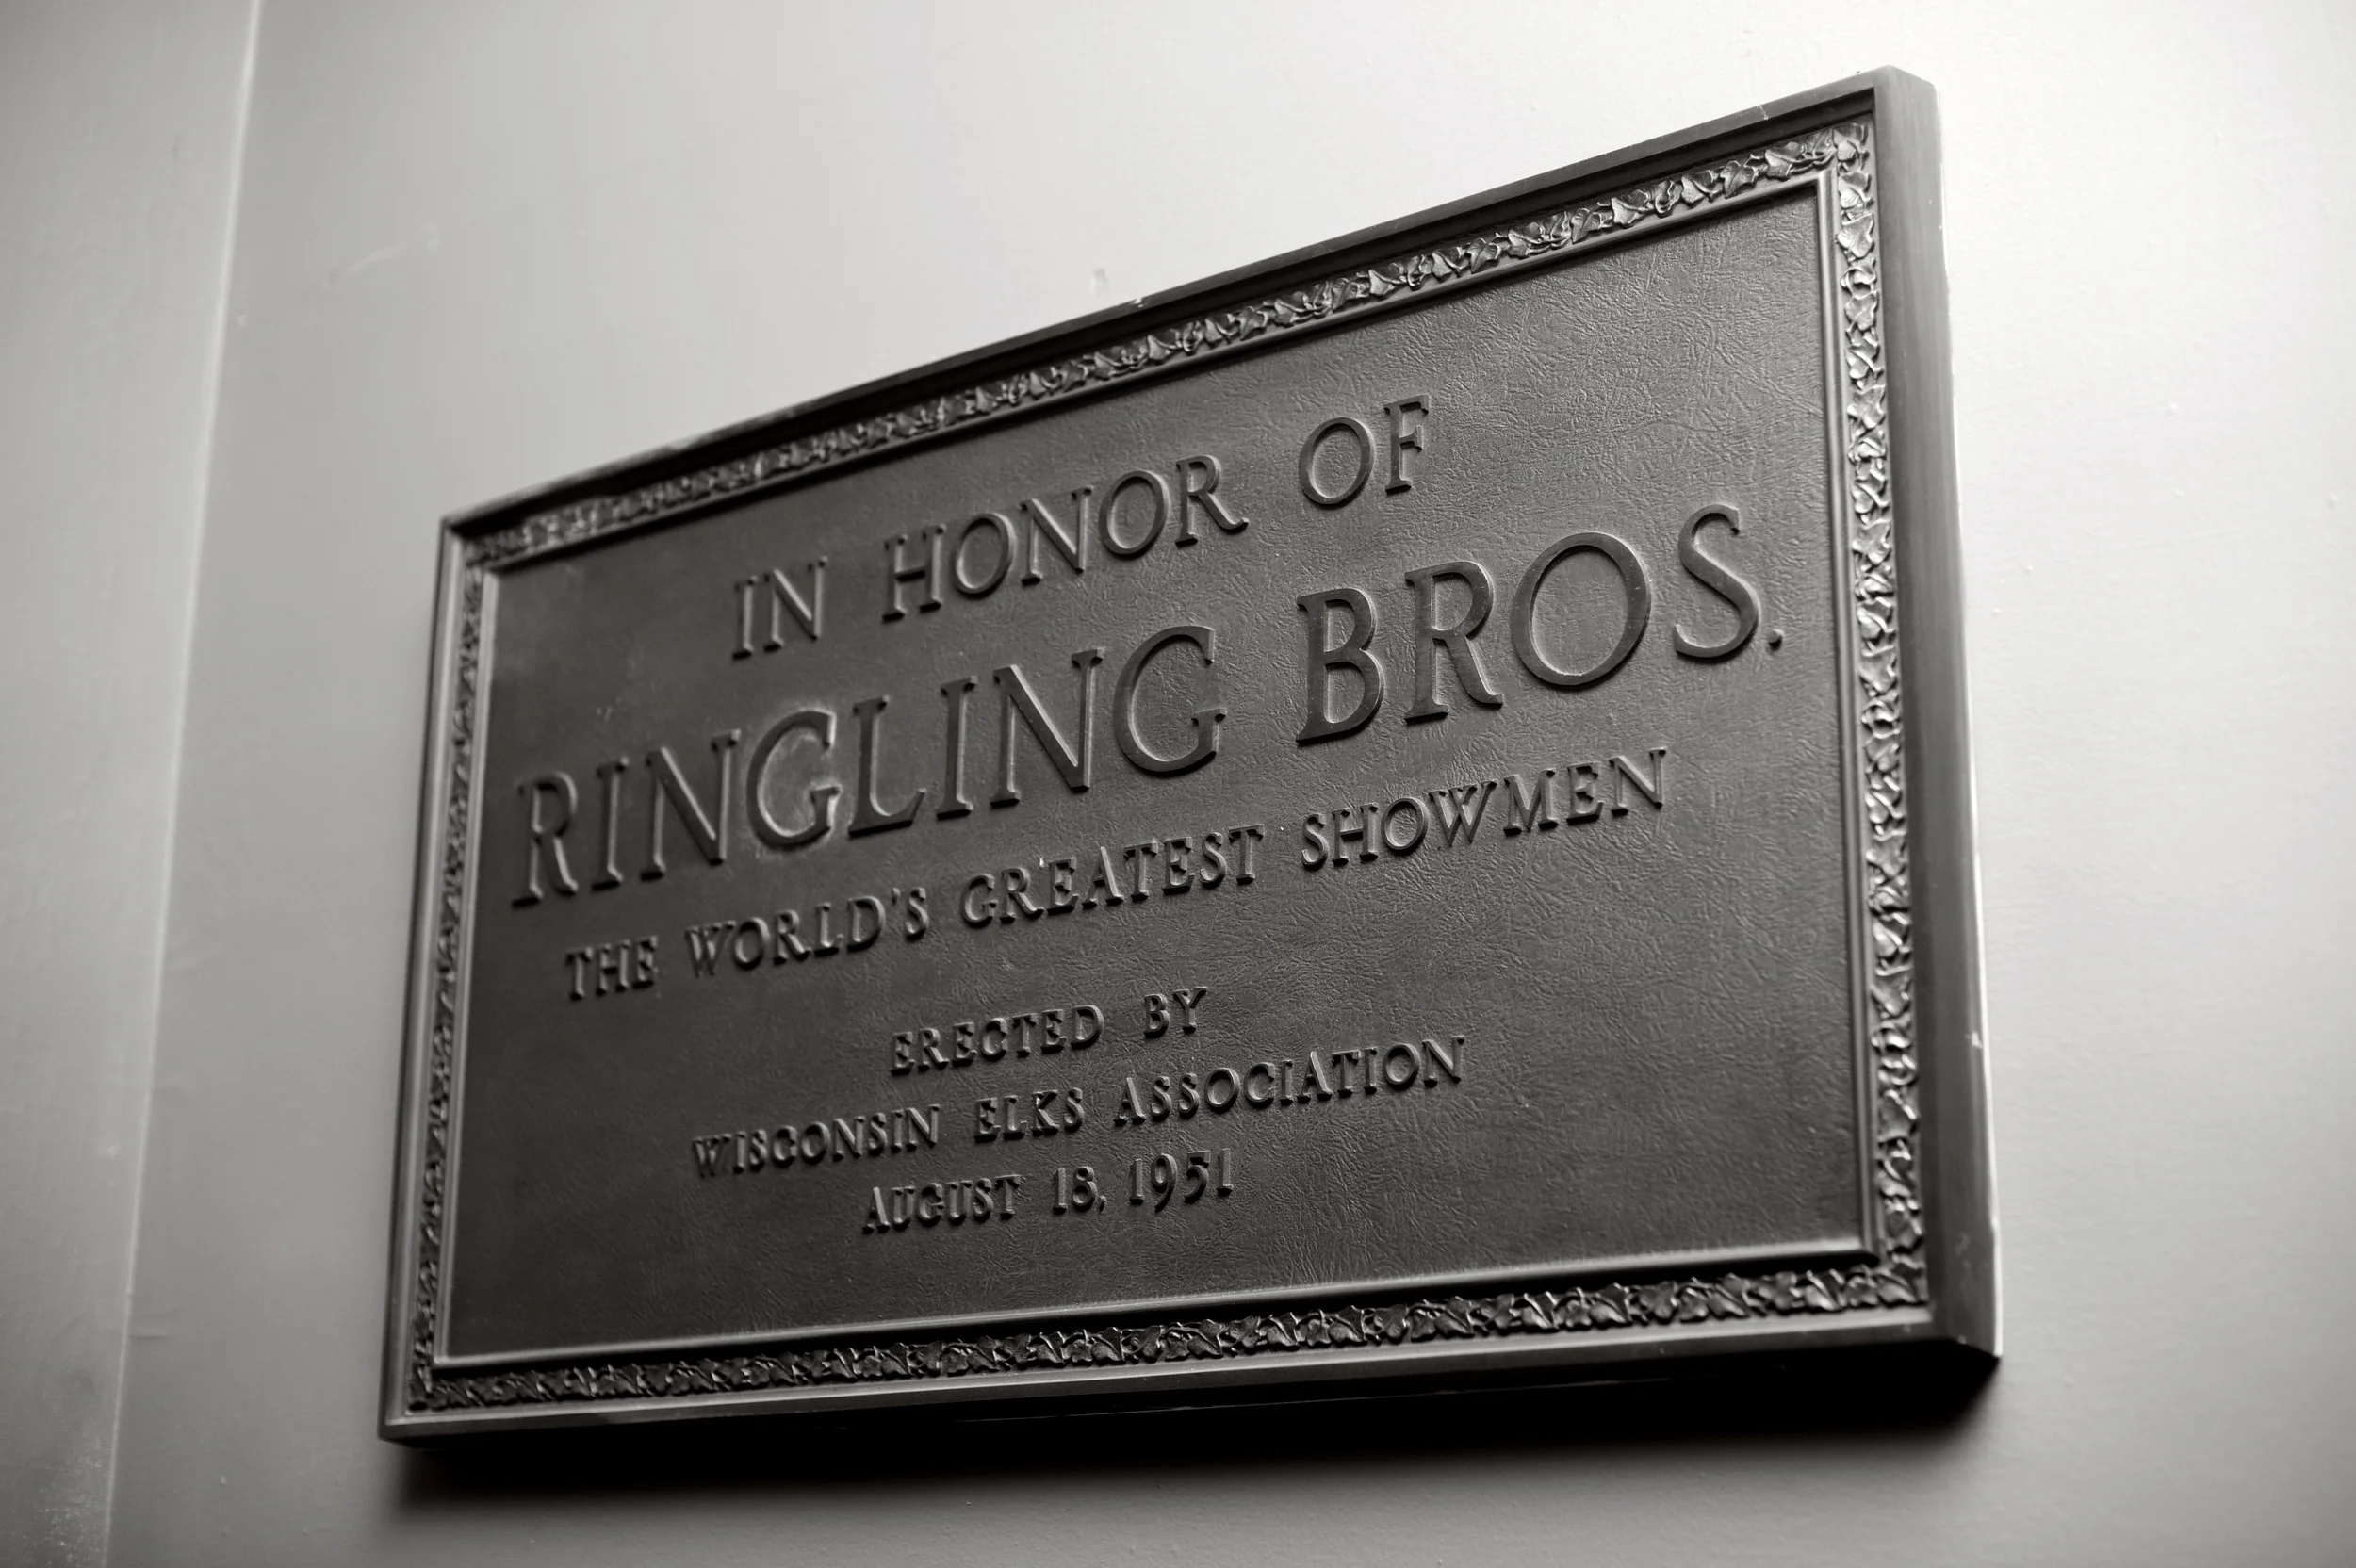 IN HONOR OF
RINGLING BROS.
THE WORLD'S GREATEST SHOWMEN
ERECTED BY
WISCONSIN ELKS ASSOCIATION
AUGUST 18, 1951